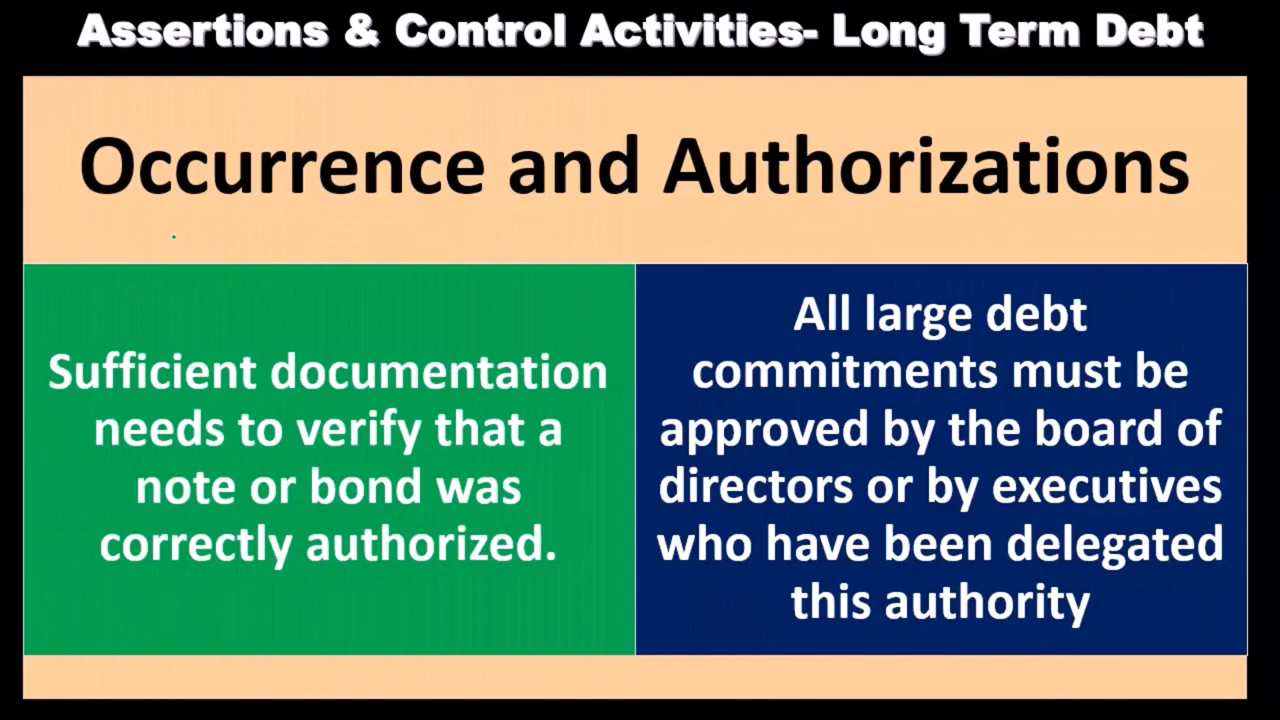 Assertions & Control Activities- Long Term Debt
Occurrence and Authorizations
Sufficient documentation
needs to verify that a
note or bond was
correctly authorized.
All large debt
commitments must be
approved by the board of
directors or by executives
who have been delegated
this authority